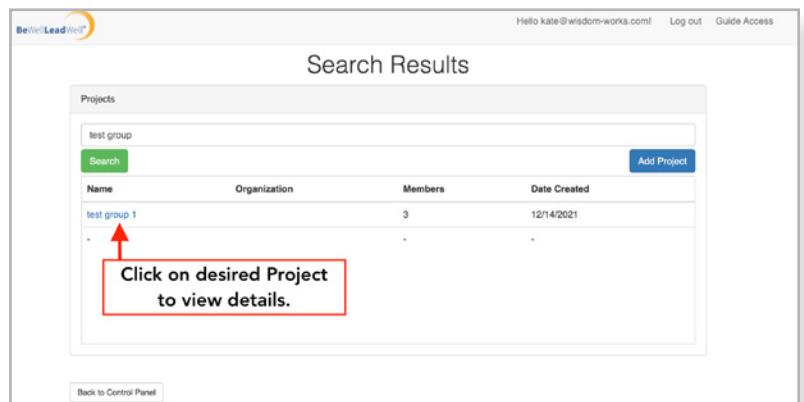 BeWellLeadWell®
Hello kate@wisdom-works.com! Log out Guide Access
Search Results
Projects
test group
Search Add Project
Name Organization Members Date Created
test group 1 3 12/14/2021
- - -
Click on desired Project
to view details.
Back to Control Panel